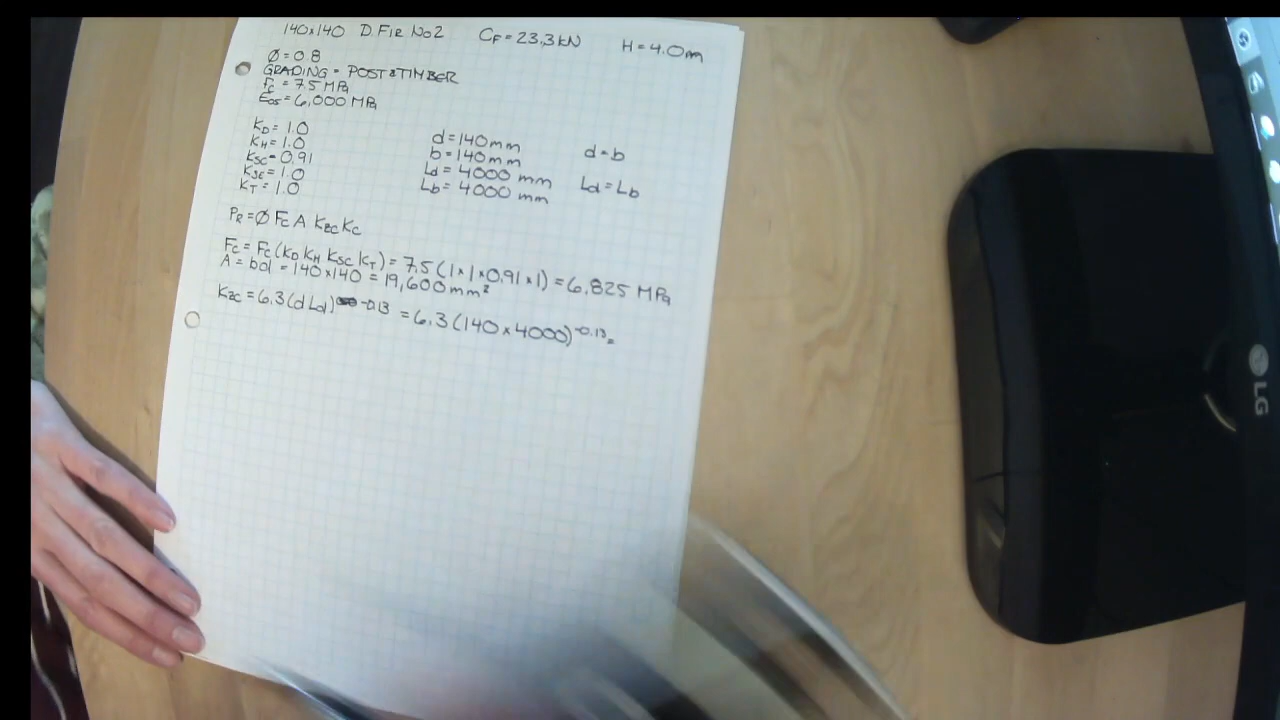 140x140 D.FIR No2 CF = 23.3kN H = 4.0m
Ø = 0.8
GRADING = POST & TIMBER
Fc = 7.5 MPa
E05 = 6,000 MPa
KD = 1.0
KH = 1.0
KSC = 0.91
KSE = 1.0
KT = 1.0
d = 140mm
b = 140mm
Ld = 4000 mm
Lb = 4000 mm
d = b
Ld = Lb
PR = Ø FC A KZC KC
FC = Fc (KD KH KSC KT) = 7.5 (1 x 1 x 0.91 x 1) = 6.825 MPa
A = bd = 140 x 140 = 19,600 mm²
KZC = 6.3 (d Ld) -0.13 = 6.3 (140 x 4000)^-0.13 =
LG